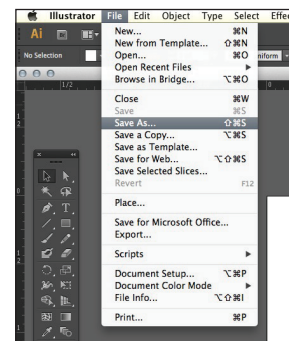 Illustrator File Edit Object Type Select Effe
Ai
No Selection
niform
New... ⌘N
New from Template... ⇧⌘N
Open... ⌘O
Open Recent Files ▶
Browse in Bridge... ⌥⌘O
Close ⌘W
Save ⌘S
Save As... ⇧⌘S
Save a Copy... ⌥⌘S
Save as Template...
Save for Web... ⌥⇧⌘S
Save Selected Slices...
Revert F12
Place...
Save for Microsoft Office...
Export...
Scripts ▶
Document Setup... ⌥⌘P
Document Color Mode ▶
File Info... ⌥⇧⌘I
Print... ⌘P
1/2
0